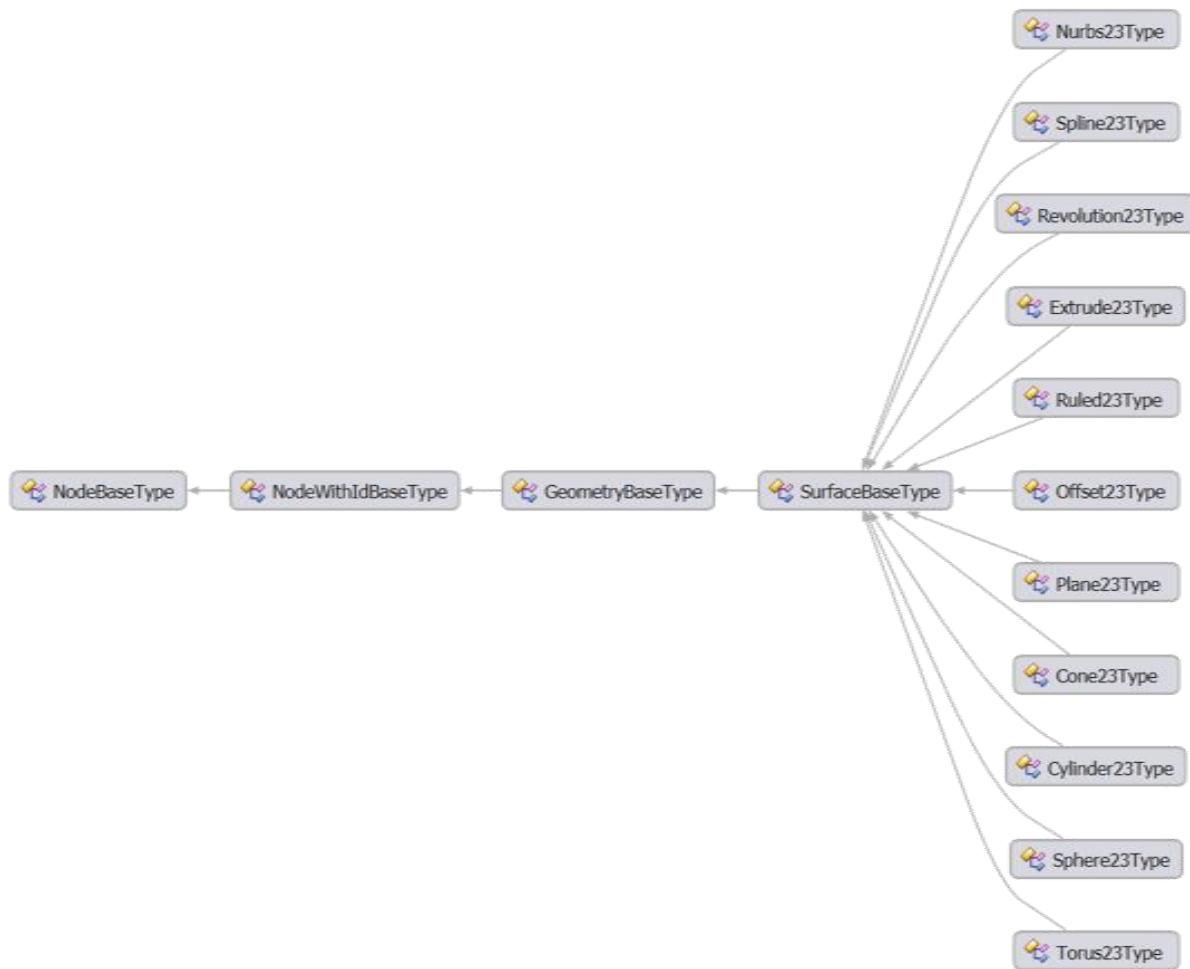 Nurbs23Type
Spline23Type
Revolution23Type
Extrude23Type
Ruled23Type
NodeBaseType
NodeWithIdBaseType
GeometryBaseType
SurfaceBaseType
Offset23Type
Plane23Type
Cone23Type
Cylinder23Type
Sphere23Type
Torus23Type